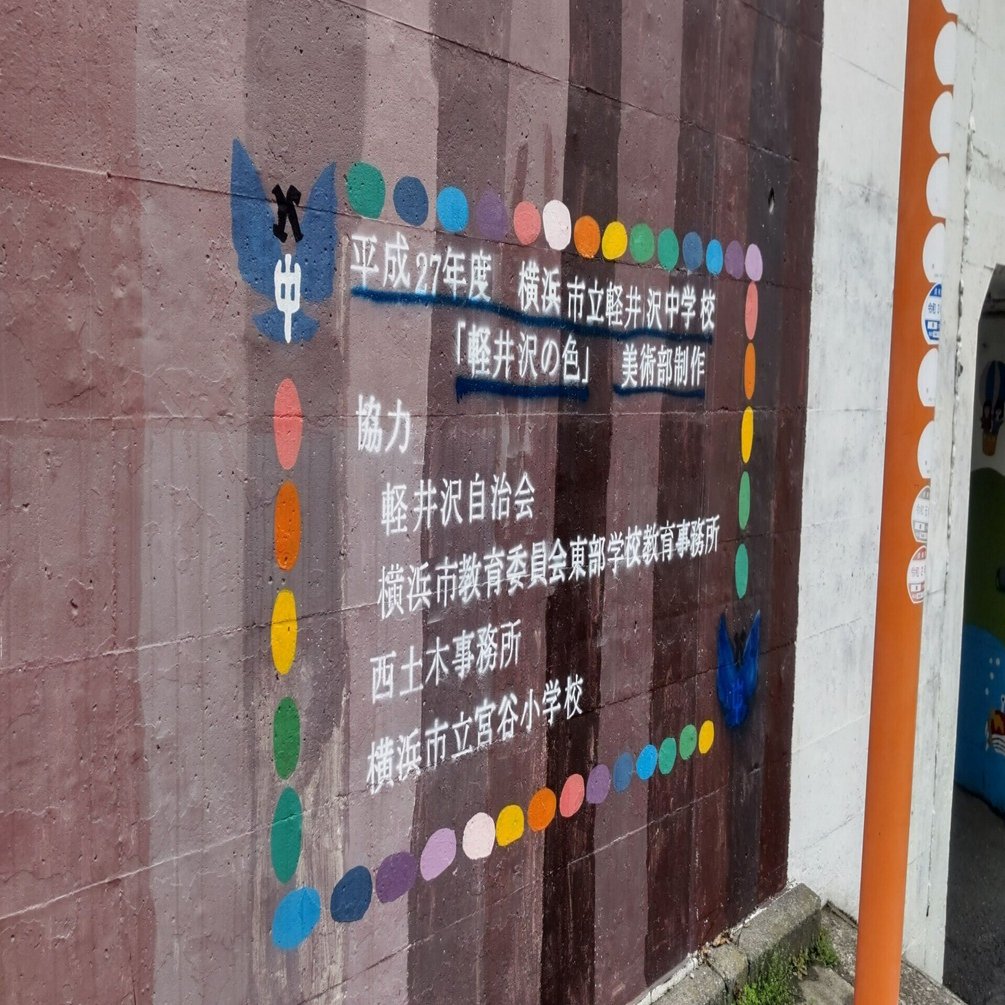 中
平成27年度 横浜市立軽井沢中学校
「軽井沢の色」 美術部制作
協力
軽井沢自治会
横浜市教育委員会東部学校教育事務所
西土木事務所
横浜市立宮谷小学校